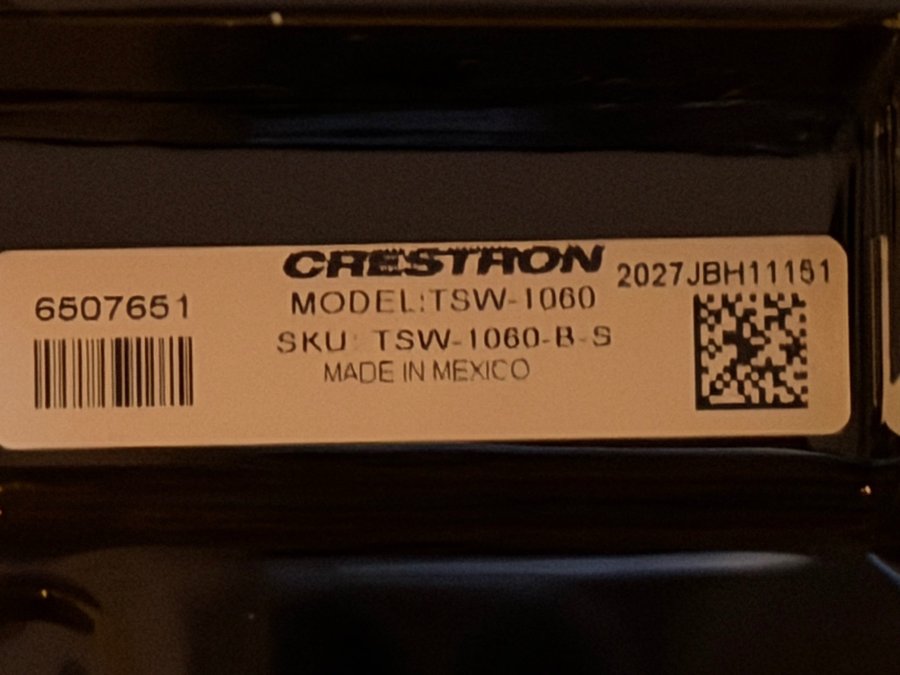 CRESTRON
2027JBH11151
6507651
MODEL:TSW-1060
SKU: TSW-1060-B-S
MADE IN MEXICO